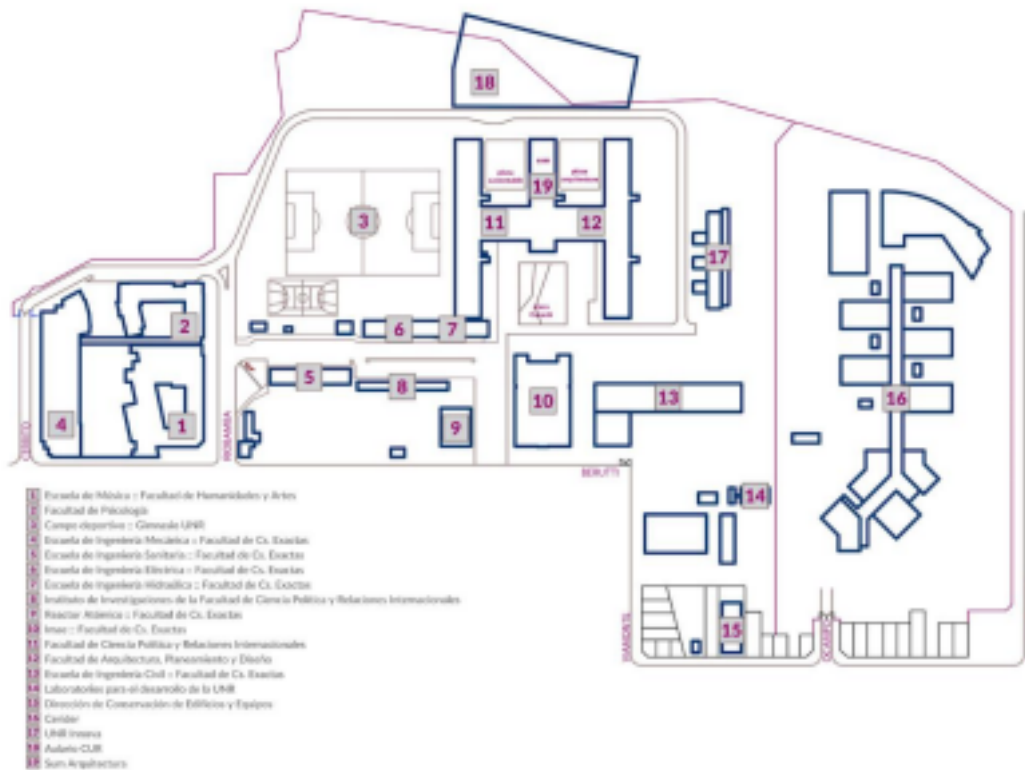 18
19
3
11
12
17
2
6
7
5
8
16
10
13
4
1
9
CERRITO
RIOBAMBA
BERUTTI
14
15
OCAMPO
1 Escuela de Música :: Facultad de Humanidades y Artes
2 Facultad de Psicología
3 Campo deportivo :: Gimnasio UNR
4 Escuela de Ingeniería Mecánica :: Facultad de Cs. Exactas
5 Escuela de Ingeniería Sanitaria :: Facultad de Cs. Exactas
6 Escuela de Ingeniería Eléctrica :: Facultad de Cs. Exactas
7 Escuela de Ingeniería Hidraúlica :: Facultad de Cs. Exactas
8 Instituto de Investigaciones de la Facultad de Ciencia Política y Relaciones Internacionales
9 Reactor Atómico :: Facultad de Cs. Exactas
10 Imae :: Facultad de Cs. Exactas
11 Facultad de Ciencia Política y Relaciones Internacionales
12 Facultad de Arquitectura, Planeamiento y Diseño
13 Escuela de Ingeniería Civil :: Facultad de Cs. Exactas
14 Laboratorios para el desarrollo de la UNR
15 Dirección de Conservación de Edificios y Equipos
16 Cerider
17 UNR Innova
18 Aulario CUR
19 Sum Arquitectura